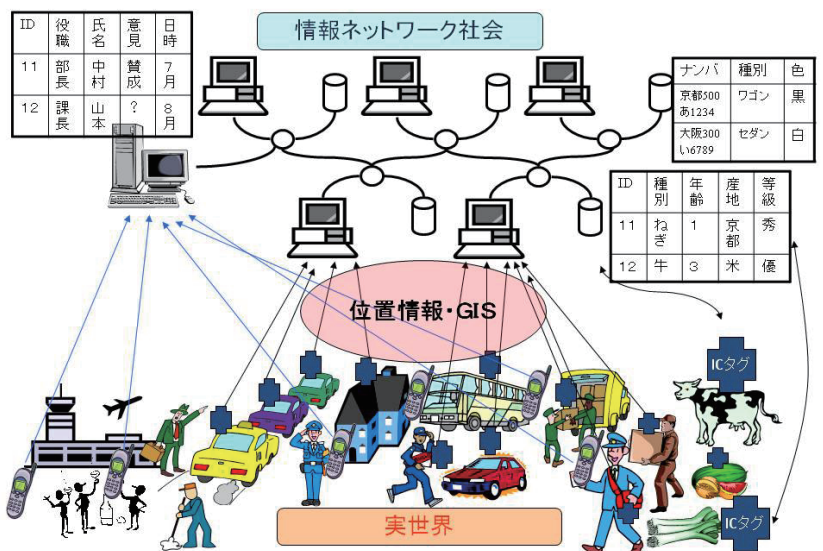 情報ネットワーク社会
ID 役職 氏名 意見 日時
11 部長 中村 賛成 7月
12 課長 山本 ? 8月
ナンバ 種別 色
京都500あ1234 ワゴン 黒
大阪300い6789 セダン 白
ID 種別 年齢 産地 等級
11 ねぎ 1 京都 秀
12 牛 3 米 優
位置情報・GIS
ICタグ
ICタグ
実世界